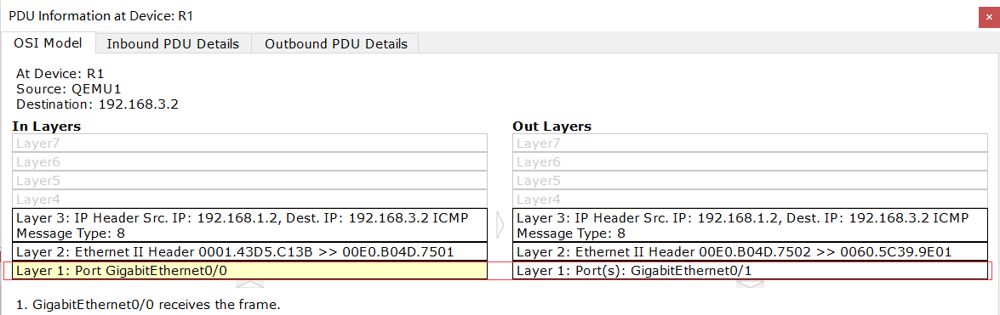 PDU Information at Device: R1
×
OSI Model
Inbound PDU Details
Outbound PDU Details
At Device: R1
Source: QEMU1
Destination: 192.168.3.2
In Layers
Layer7
Layer6
Layer5
Layer4
Layer 3: IP Header Src. IP: 192.168.1.2, Dest. IP: 192.168.3.2 ICMP
Message Type: 8
Layer 2: Ethernet II Header 0001.43D5.C13B >> 00E0.B04D.7501
Layer 1: Port GigabitEthernet0/0
Out Layers
Layer7
Layer6
Layer5
Layer4
Layer 3: IP Header Src. IP: 192.168.1.2, Dest. IP: 192.168.3.2 ICMP
Message Type: 8
Layer 2: Ethernet II Header 00E0.B04D.7502 >> 0060.5C39.9E01
Layer 1: Port(s): GigabitEthernet0/1
1. GigabitEthernet0/0 receives the frame.